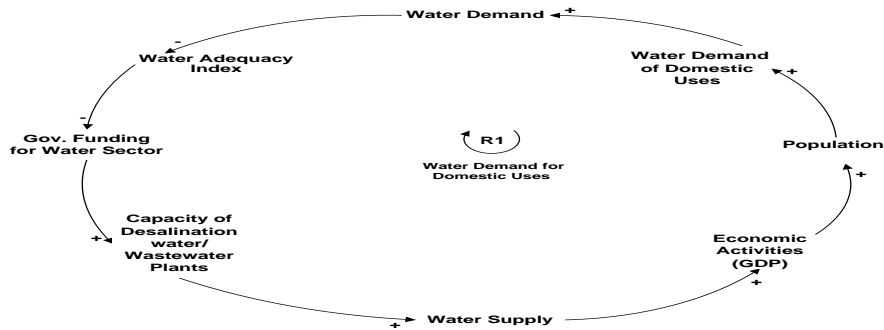 Water Demand
+
-
Water Adequacy
Index
Water Demand
of Domestic
Uses
+
-
Gov. Funding
for Water Sector
R1
Water Demand for
Domestic Uses
Population
+
Capacity of
Desalination
water/
Wastewater
Plants
+
Economic
Activities
(GDP)
+
Water Supply
+